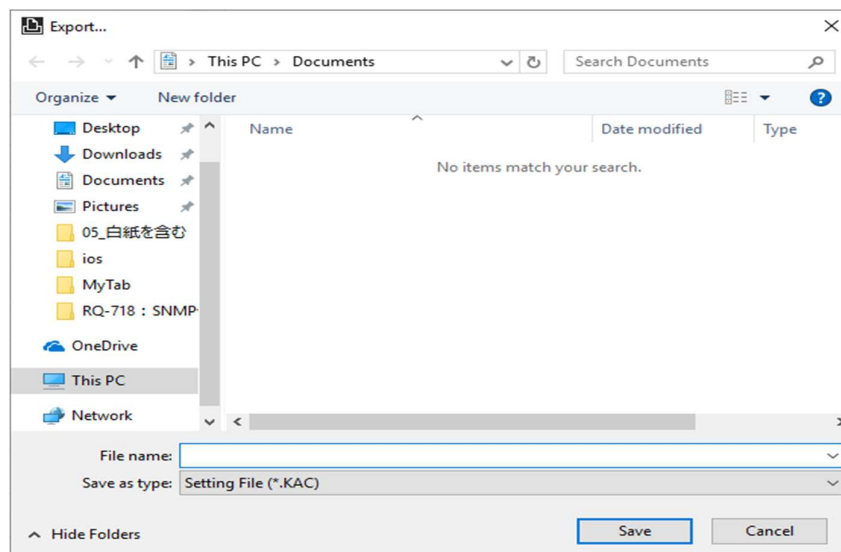 Export...
This PC > Documents
Search Documents
Organize
New folder
Name
Date modified
Type
No items match your search.
Desktop
Downloads
Documents
Pictures
05_白紙を含む
ios
MyTab
RQ-718：SNMP
OneDrive
This PC
Network
File name:
Save as type: Setting File (*.KAC)
Hide Folders
Save
Cancel